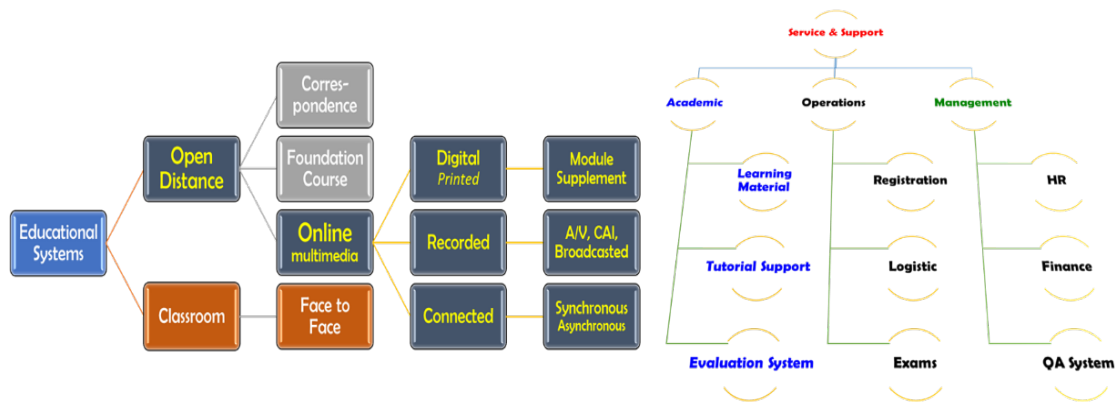 Educational
Systems
Open
Distance
Classroom
Corres-
pondence
Foundation
Course
Online
multimedia
Face to
Face
Digital
Printed
Recorded
Connected
Module
Supplement
A/V, CAI,
Broadcasted
Synchronous
Asynchronous
Service & Support
Academic
Operations
Management
Learning
Material
Tutorial Support
Evaluation System
Registration
Logistic
Exams
HR
Finance
QA System